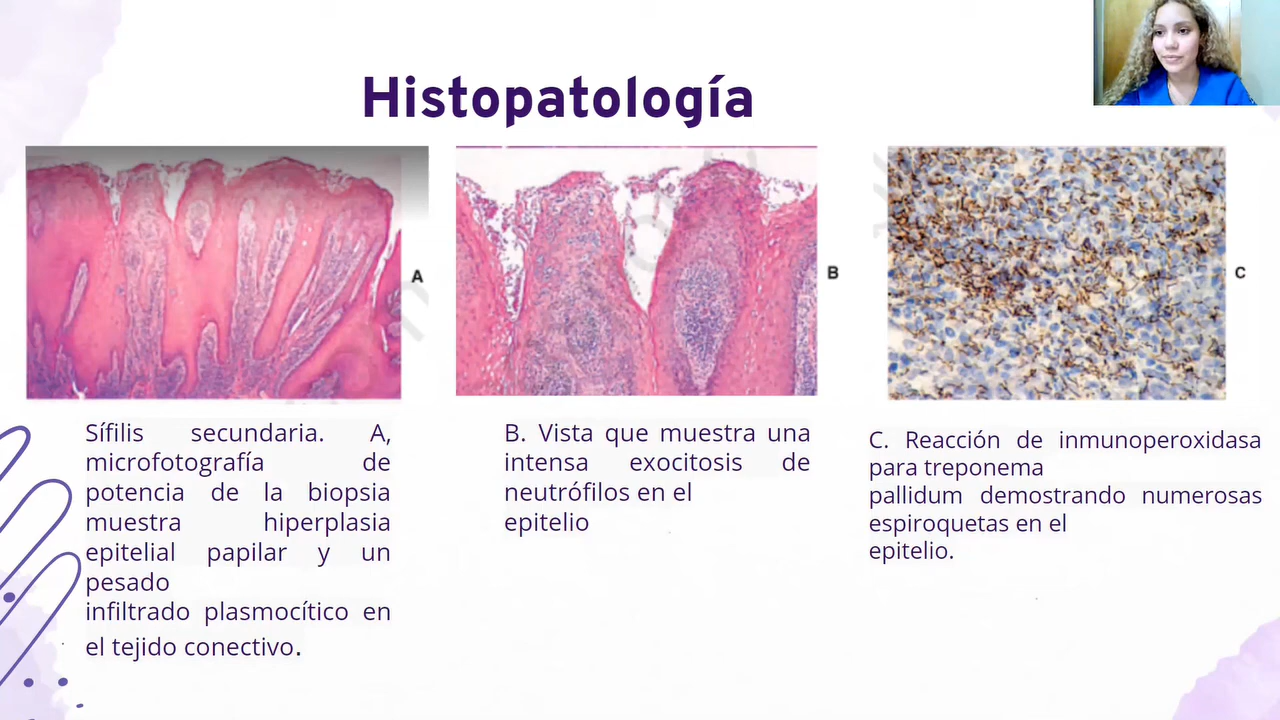 Histopatología
A
B
C
Sífilis secundaria. A,
microfotografía de
potencia de la biopsia
muestra hiperplasia
epitelial papilar y un
pesado
infiltrado plasmocítico en
el tejido conectivo.
B. Vista que muestra una
intensa exocitosis de
neutrófilos en el
epitelio
C. Reacción de inmunoperoxidasa
para treponema
pallidum demostrando numerosas
espiroquetas en el
epitelio.